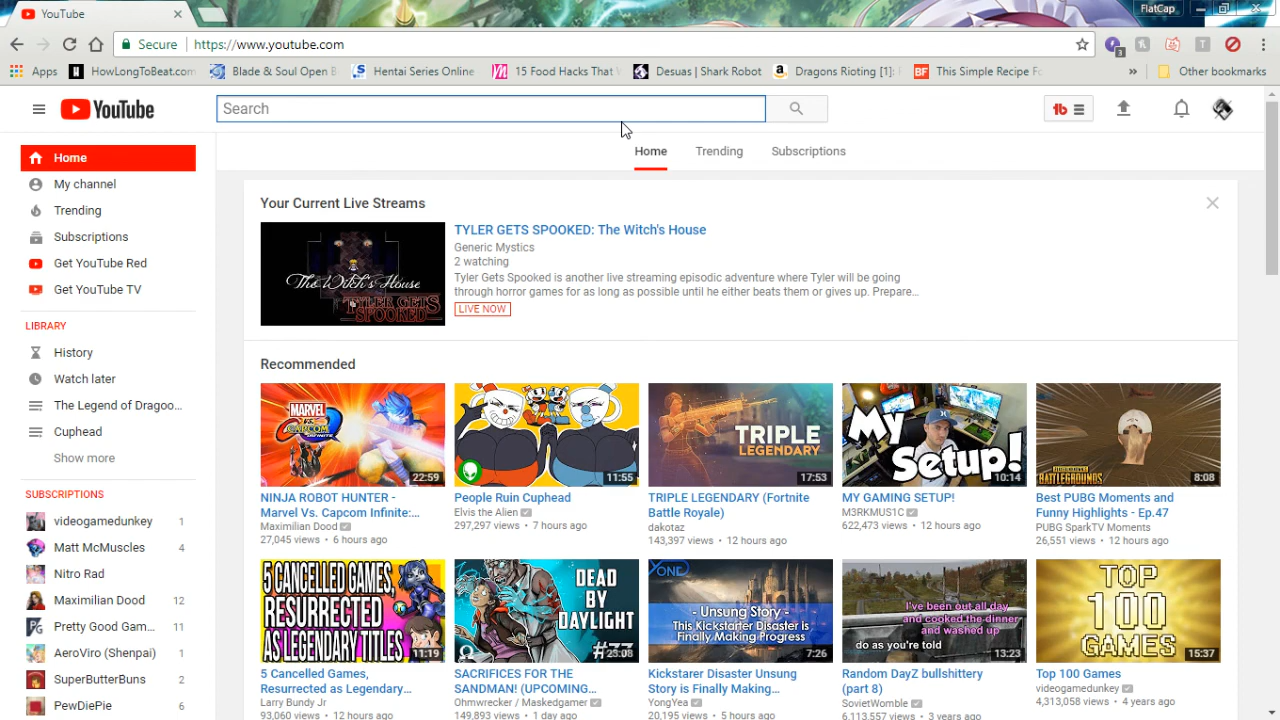 YouTube
FlatCap
Secure
https://www.youtube.com
3
T
Apps
HowLongToBeat.com
Blade & Soul Open B
Hentai Series Online
15 Food Hacks That
Desuas | Shark Robot
Dragons Rioting [1]:
BF
This Simple Recipe Fo
»
Other bookmarks
YouTube
Search
tb
Home
Trending
Subscriptions
Home
My channel
Trending
Subscriptions
Get YouTube Red
Get YouTube TV
LIBRARY
History
Watch later
The Legend of Dragoo...
Cuphead
Show more
SUBSCRIPTIONS
videogamedunkey 1
Matt McMuscles 4
Nitro Rad
Maximilian Dood 12
Pretty Good Gam... 11
AeroViro (Shenpai) 1
SuperButterBuns 2
PewDiePie 6
Your Current Live Streams
The Witch's House
TYLER GETS
SPOOKED
TYLER GETS SPOOKED: The Witch's House
Generic Mystics
2 watching
Tyler Gets Spooked is another live streaming episodic adventure where Tyler will be going
through horror games for as long as possible until he either beats them or gives up. Prepare...
LIVE NOW
Recommended
MARVEL
CAPCOM
INFINITE
22:59
NINJA ROBOT HUNTER -
Marvel Vs. Capcom Infinite:...
Maximilian Dood
27,045 views • 6 hours ago
11:55
People Ruin Cuphead
Elvis the Alien
297,297 views • 7 hours ago
TRIPLE
LEGENDARY
17:53
TRIPLE LEGENDARY (Fortnite
Battle Royale)
dakotaz
143,397 views • 12 hours ago
My
Setup!
10:14
MY GAMING SETUP!
M3RKMUS1C
622,473 views • 12 hours ago
PLAYERUNKNOWN'S
BATTLEGROUNDS
8:08
Best PUBG Moments and
Funny Highlights - Ep.47
PUBG SparkTV Moments
26,551 views • 12 hours ago
5 CANCELLED GAMES,
RESURRECTED
AS LEGENDARY TITLES
11:19
5 Cancelled Games,
Resurrected as Legendary...
Larry Bundy Jr
93,060 views • 12 hours ago
DEAD
BY
DAYLIGHT
#33
23:08
SACRIFICES FOR THE
SANDMAN! (UPCOMING...
Ohmwrecker / Maskedgamer
149,893 views • 1 day ago
YONG
- Unsung Story -
This Kickstarter Disaster is
Finally Making Progress
7:26
Kickstarter Disaster Unsung
Story is Finally Making...
YongYea
20,195 views • 5 hours ago
I've been out all day
and cooked the dinner
and washed up
do as you're told
13:23
Random DayZ bullshittery
(part 8)
SovietWomble
6,113,557 views • 3 years ago
TOP
100
GAMES
15:37
Top 100 Games
videogamedunkey
4,313,058 views • 4 years ago